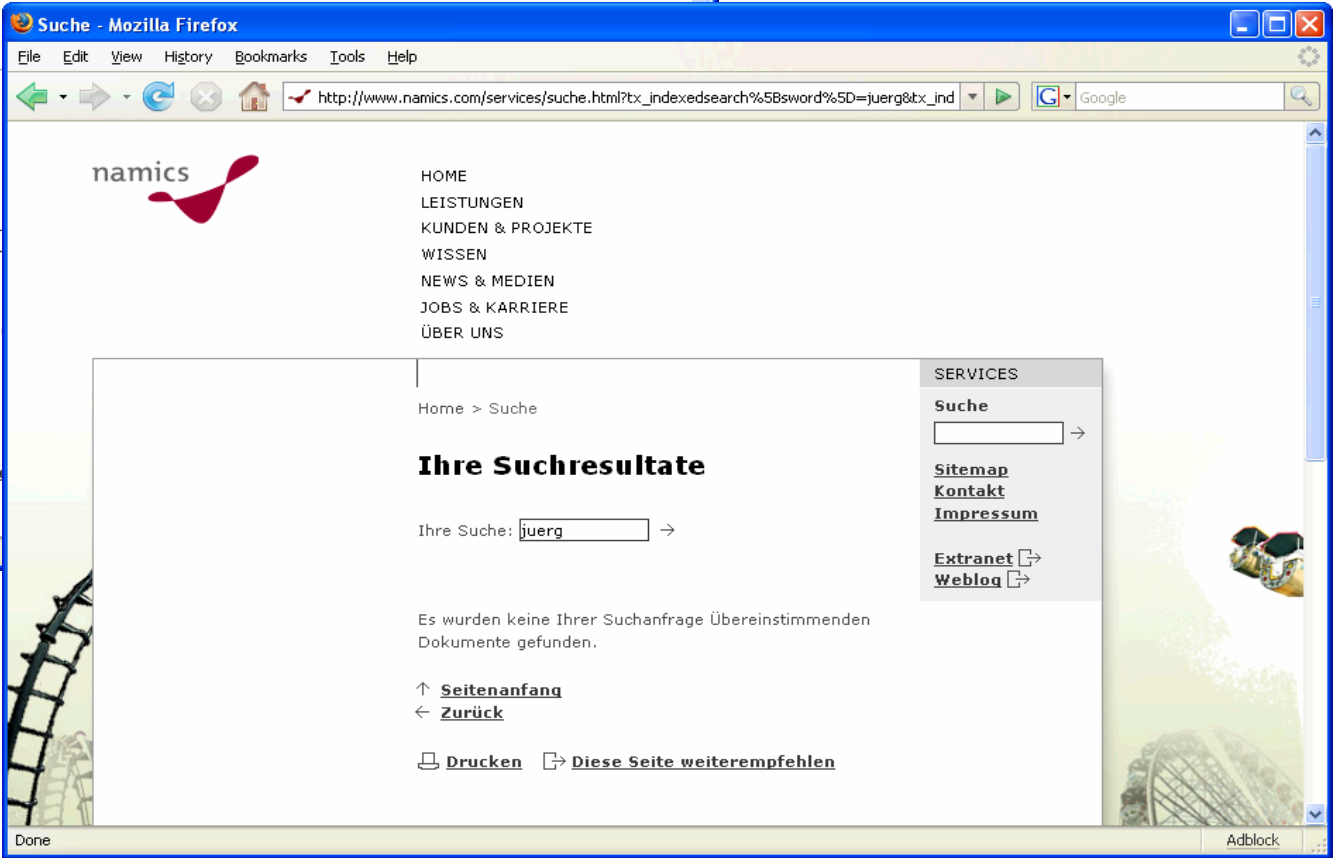 Suche - Mozilla Firefox
File Edit View History Bookmarks Tools Help
http://www.namics.com/services/suche.html?tx_indexedsearch%5Bsword%5D=juerg&tx_ind G Google
namics
HOME
LEISTUNGEN
KUNDEN & PROJEKTE
WISSEN
NEWS & MEDIEN
JOBS & KARRIERE
ÜBER UNS
SERVICES
Suche
Sitemap
Kontakt
Impressum
Extranet
Weblog
Home > Suche
Ihre Suchresultate
Ihre Suche: juerg →
Es wurden keine Ihrer Suchanfrage Übereinstimmenden
Dokumente gefunden.
↑ Seitenanfang
← Zurück
Drucken Diese Seite weiterempfehlen
Done Adblock